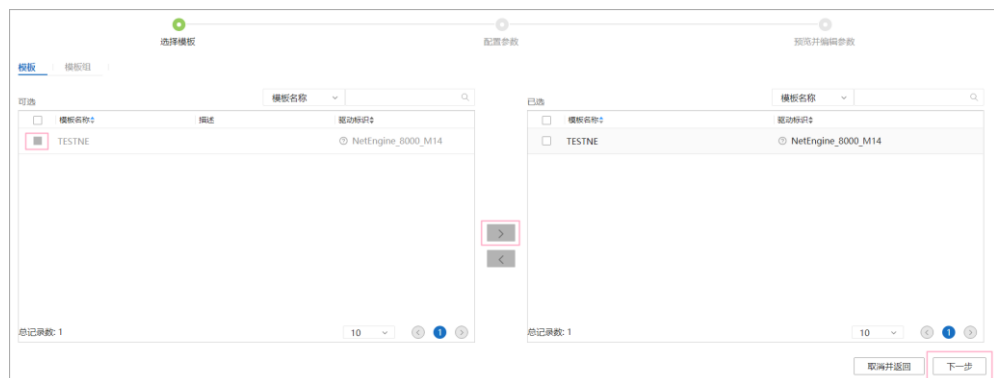 选择模板 配置参数 预览并编辑参数
模板 模板组
可选 模板名称
模板名称 描述 驱动标识
TESTNE NetEngine_8000_M14
总记录数: 1 10 1
已选 模板名称
模板名称 驱动标识
TESTNE NetEngine_8000_M14
总记录数: 1 10 1
取消并返回 下一步